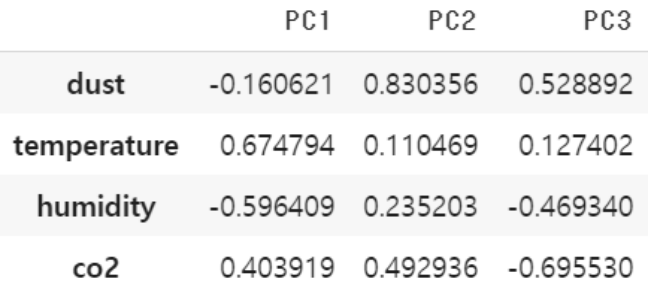 PC1 PC2 PC3
dust -0.160621 0.830356 0.528892
temperature 0.674794 0.110469 0.127402
humidity -0.596409 0.235203 -0.469340
co2 0.403919 0.492936 -0.695530